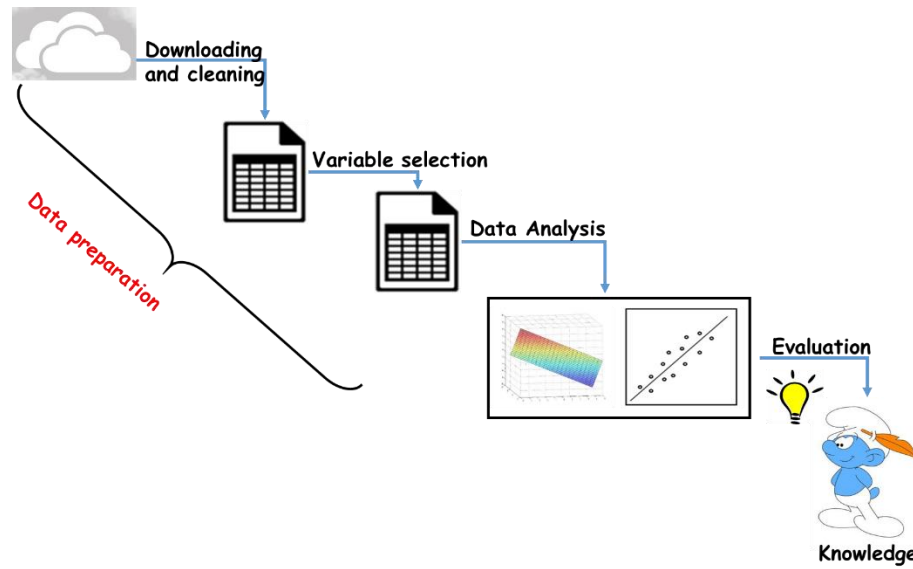 Downloading
and cleaning
Variable selection
Data preparation
Data Analysis
Evaluation
Knowledge